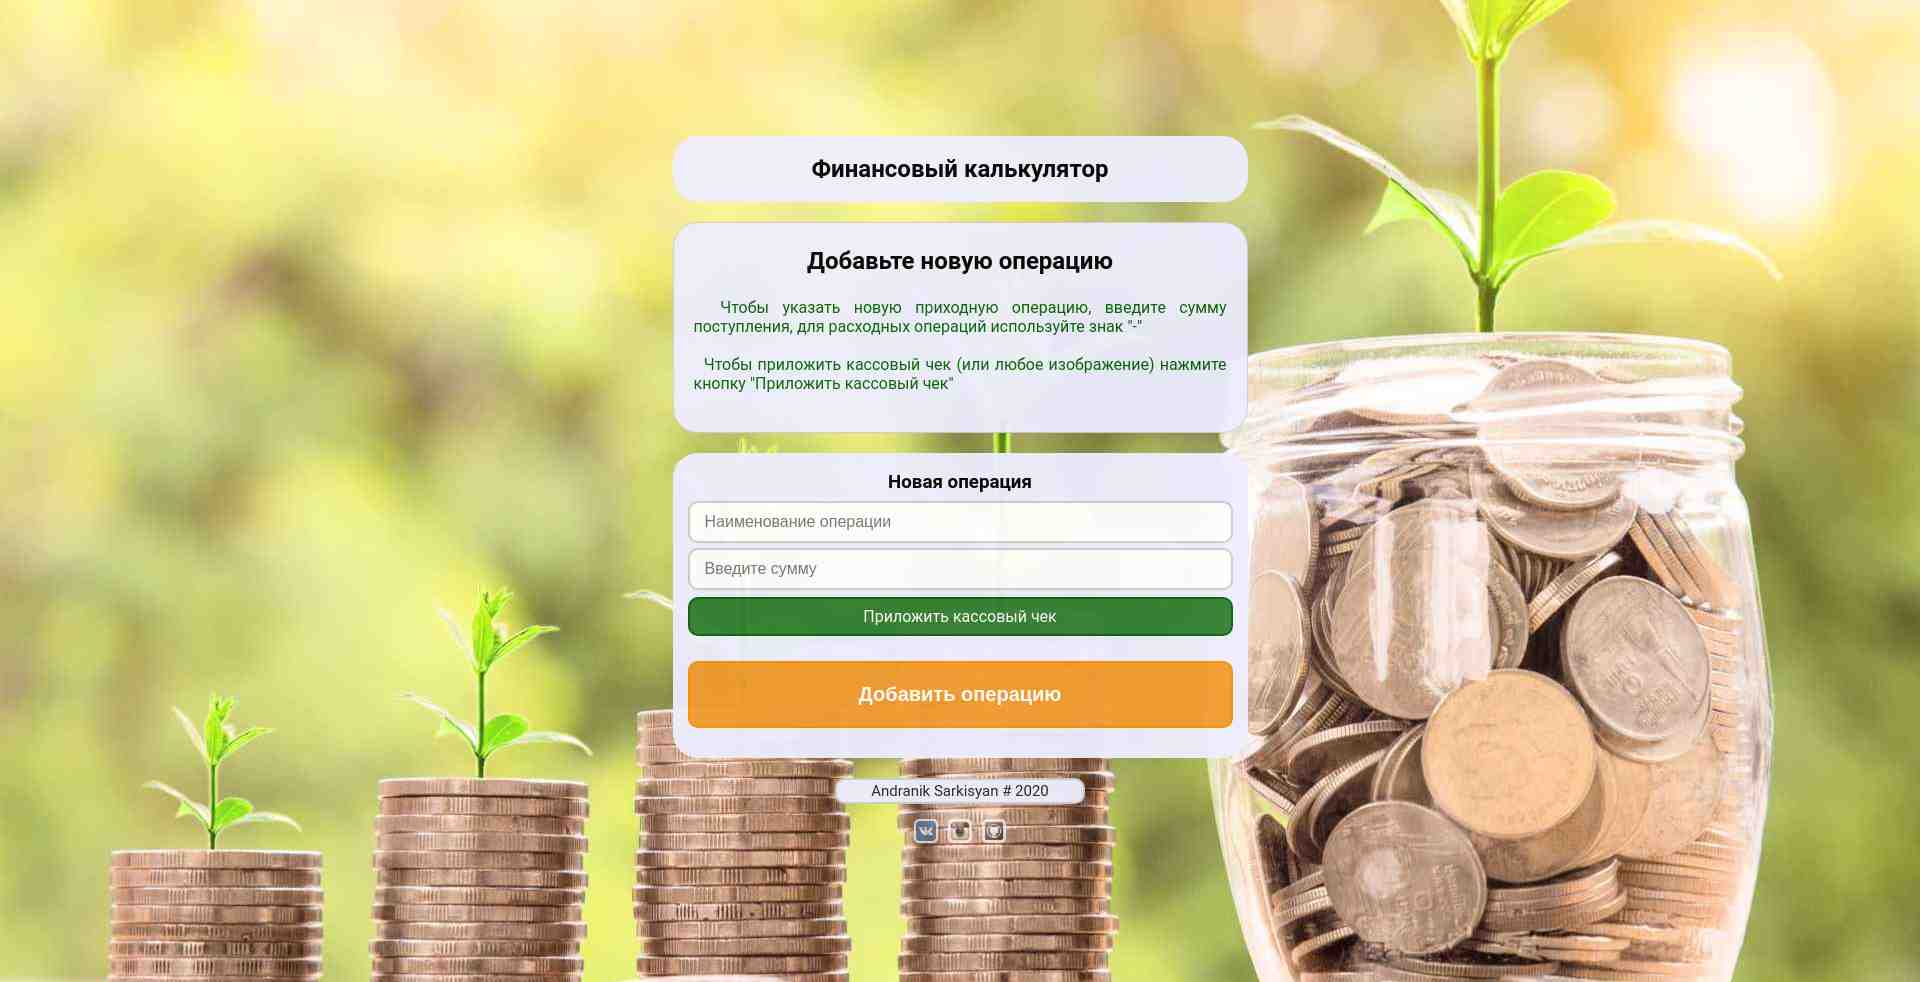 Финансовый калькулятор
Добавьте новую операцию
Чтобы указать новую приходную операцию, введите сумму
поступления, для расходных операций используйте знак "-"
Чтобы приложить кассовый чек (или любое изображение) нажмите
кнопку "Приложить кассовый чек"
Новая операция
Наименование операции
Введите сумму
Приложить кассовый чек
Добавить операцию
Andranik Sarkisyan # 2020